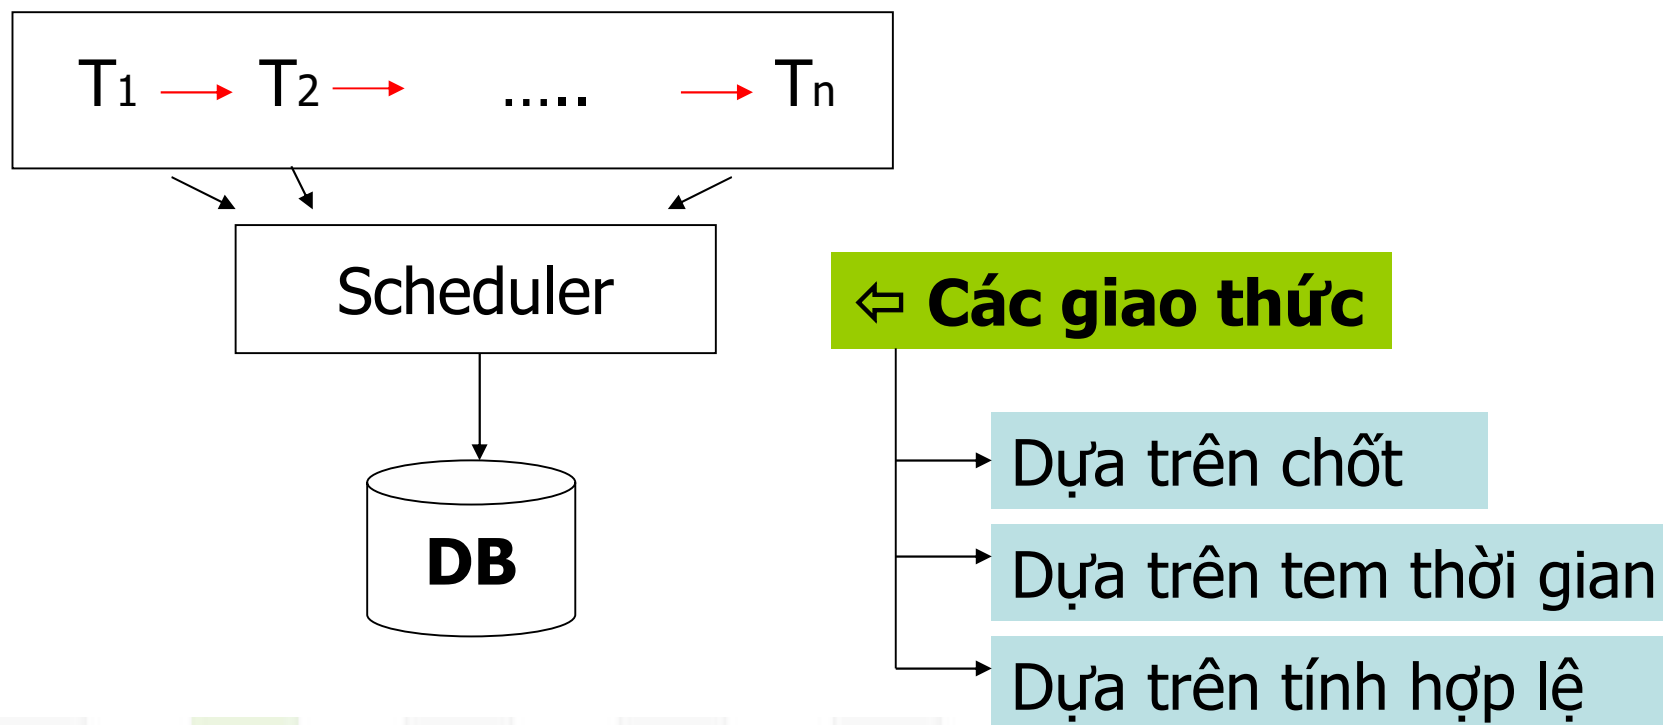 T1 → T2 → ..... → Tn
Scheduler
DB
⇦ Các giao thức
Dựa trên chốt
Dựa trên tem thời gian
Dựa trên tính hợp lệ